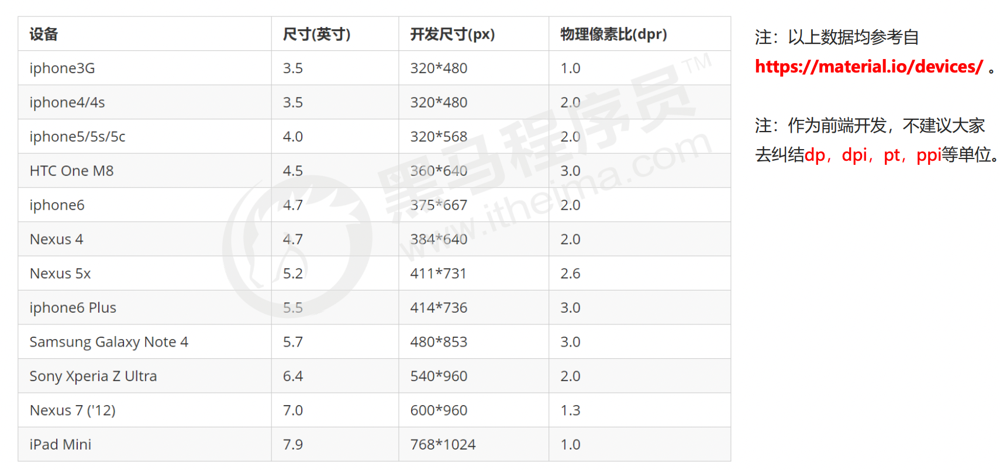 设备 尺寸(英寸) 开发尺寸(px) 物理像素比(dpr)
iphone3G 3.5 320*480 1.0
iphone4/4s 3.5 320*480 2.0
iphone5/5s/5c 4.0 320*568 2.0
HTC One M8 4.5 360*640 3.0
iphone6 4.7 375*667 2.0
Nexus 4 4.7 384*640 2.0
Nexus 5x 5.2 411*731 2.6
iphone6 Plus 5.5 414*736 3.0
Samsung Galaxy Note 4 5.7 480*853 3.0
Sony Xperia Z Ultra 6.4 540*960 2.0
Nexus 7 ('12) 7.0 600*960 1.3
iPad Mini 7.9 768*1024 1.0
注：以上数据均参考自
https://material.io/devices/ 。
注：作为前端开发，不建议大家
去纠结dp，dpi，pt，ppi等单位。
黑马程序员™
www.itheima.com